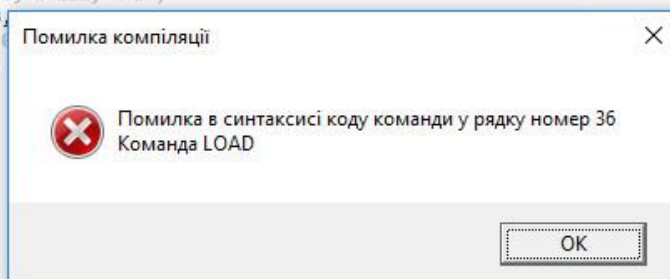 Помилка компіляції
Помилка в синтаксисі коду команди у рядку номер 36
Команда LOAD
OK